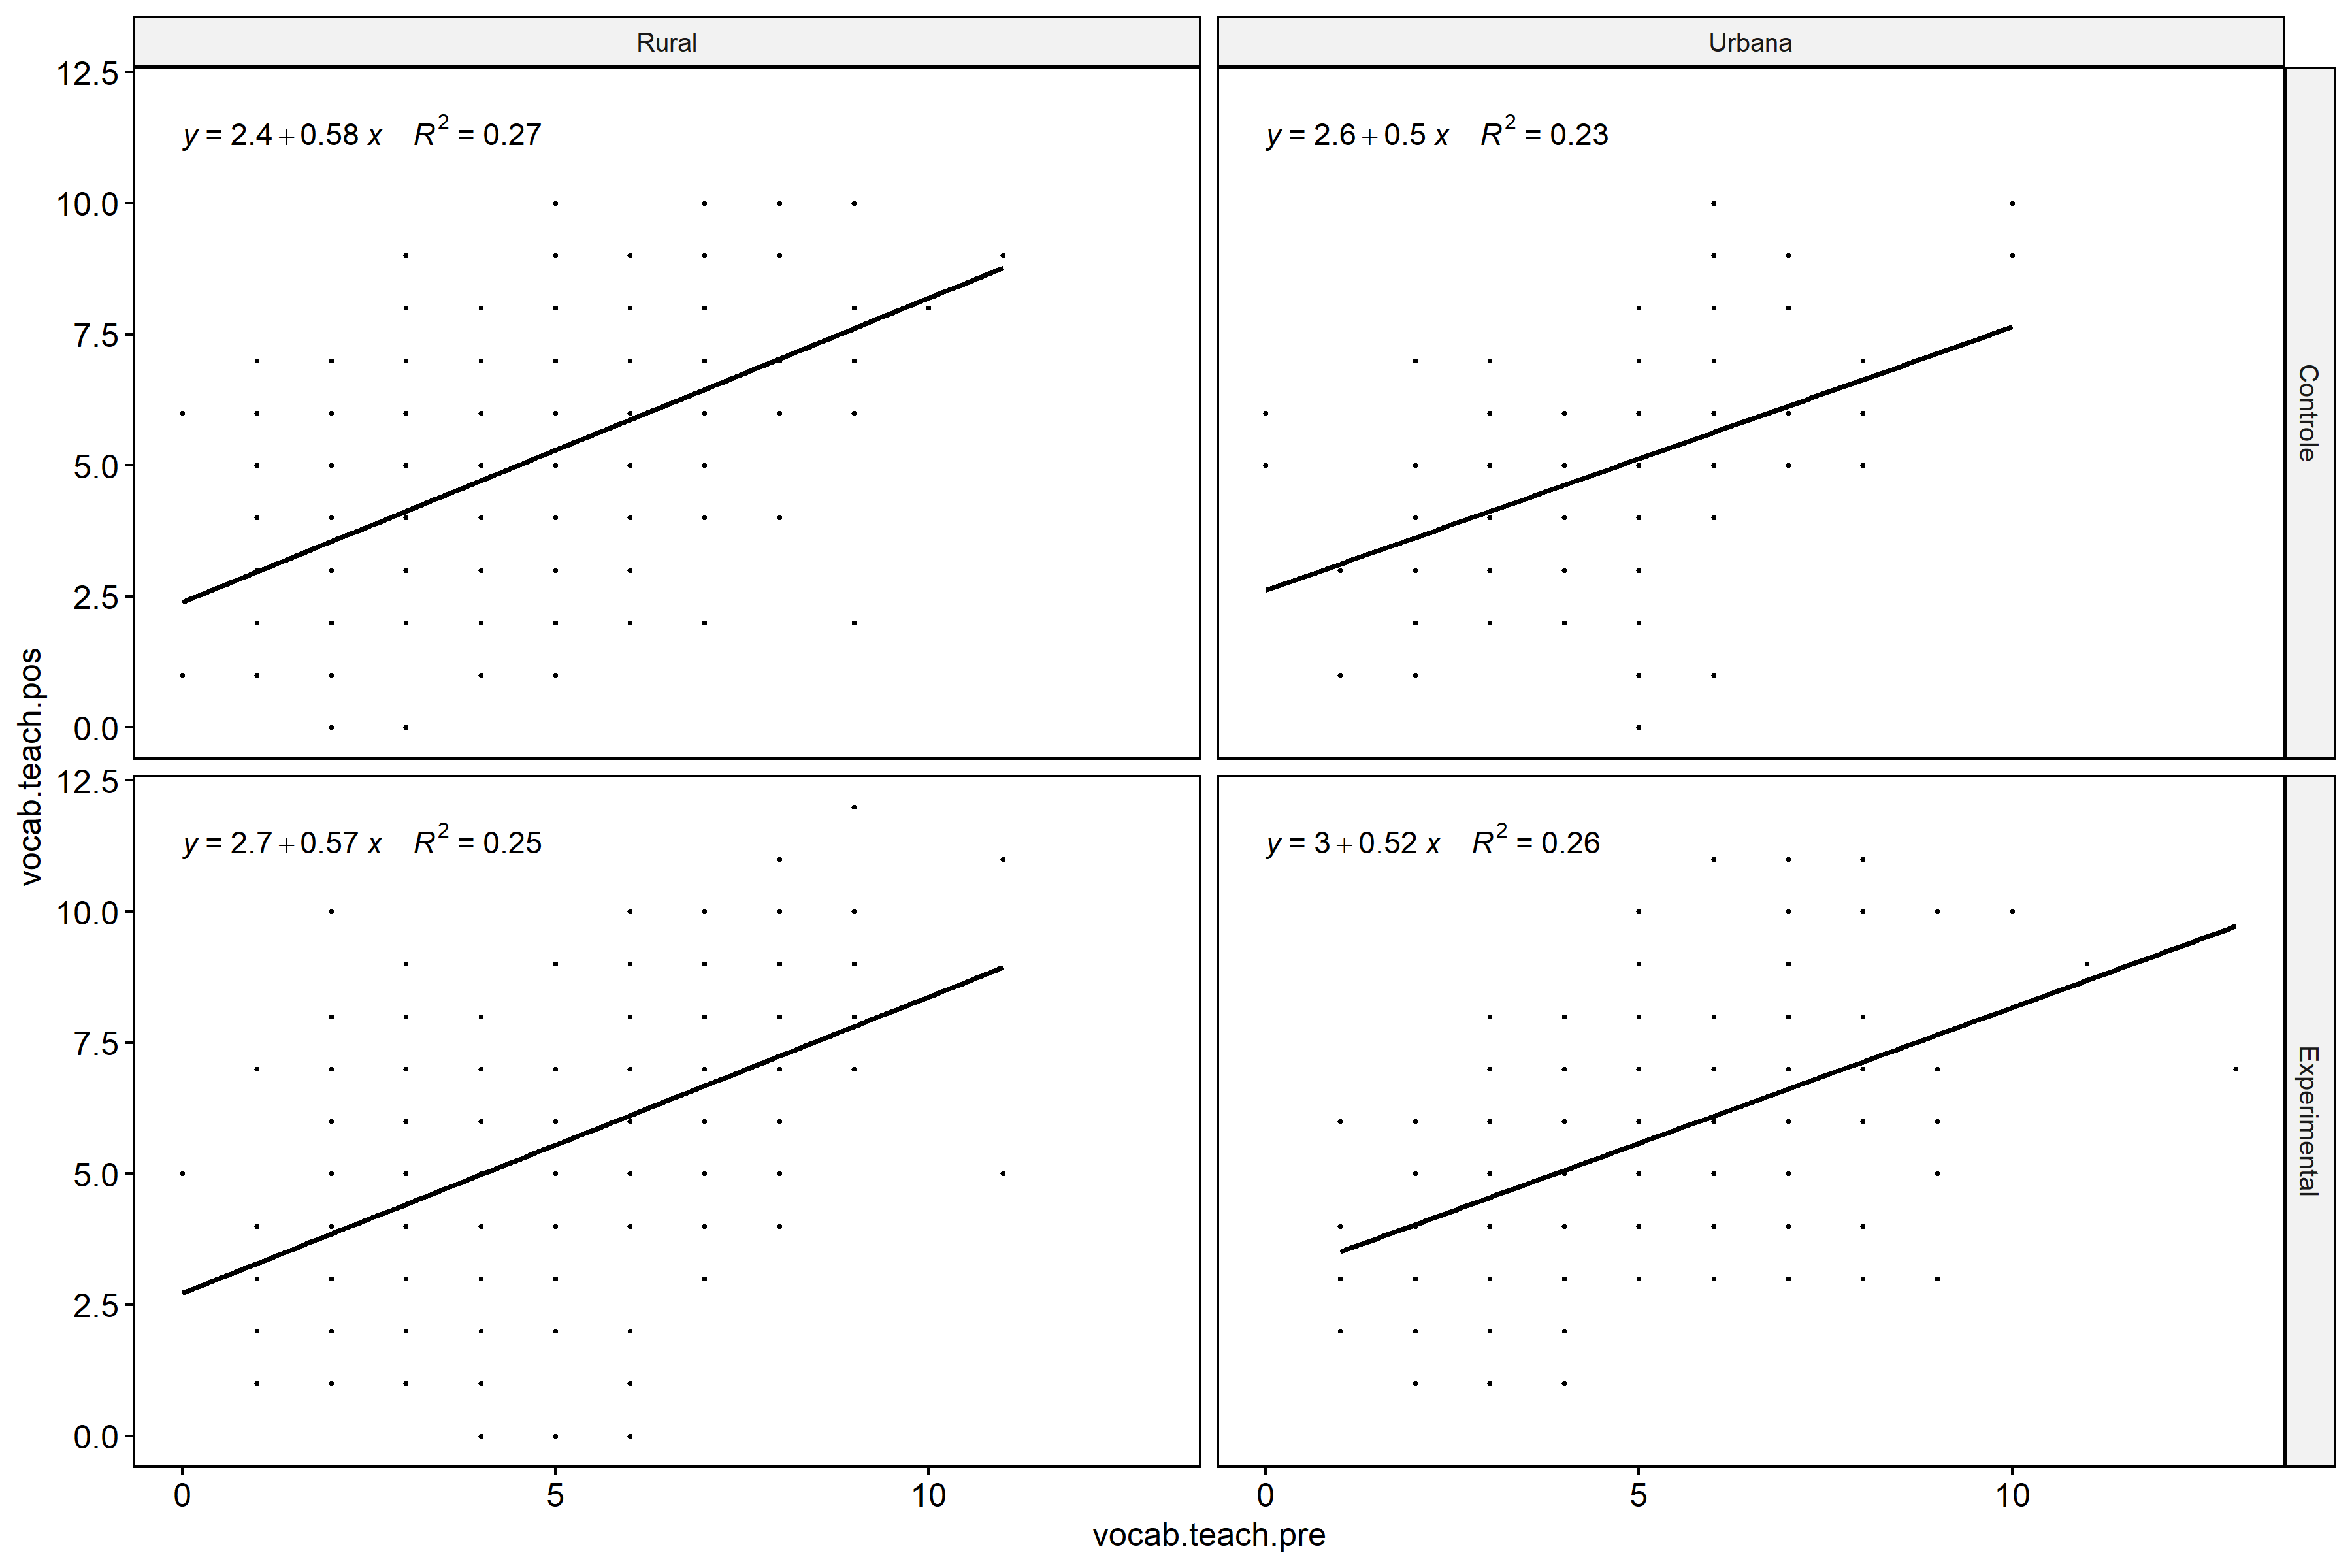 Rural
Urbana
12.5
y = 2.4 + 0.58 x R² = 0.27
y = 2.6 + 0.5 x R² = 0.23
10.0
7.5
5.0
2.5
0.0
Controle
vocab.teach.pos
12.5
y = 2.7 + 0.57 x R² = 0.25
y = 3 + 0.52 x R² = 0.26
10.0
7.5
5.0
2.5
0.0
Experimental
0 5 10
0 5 10
vocab.teach.pre